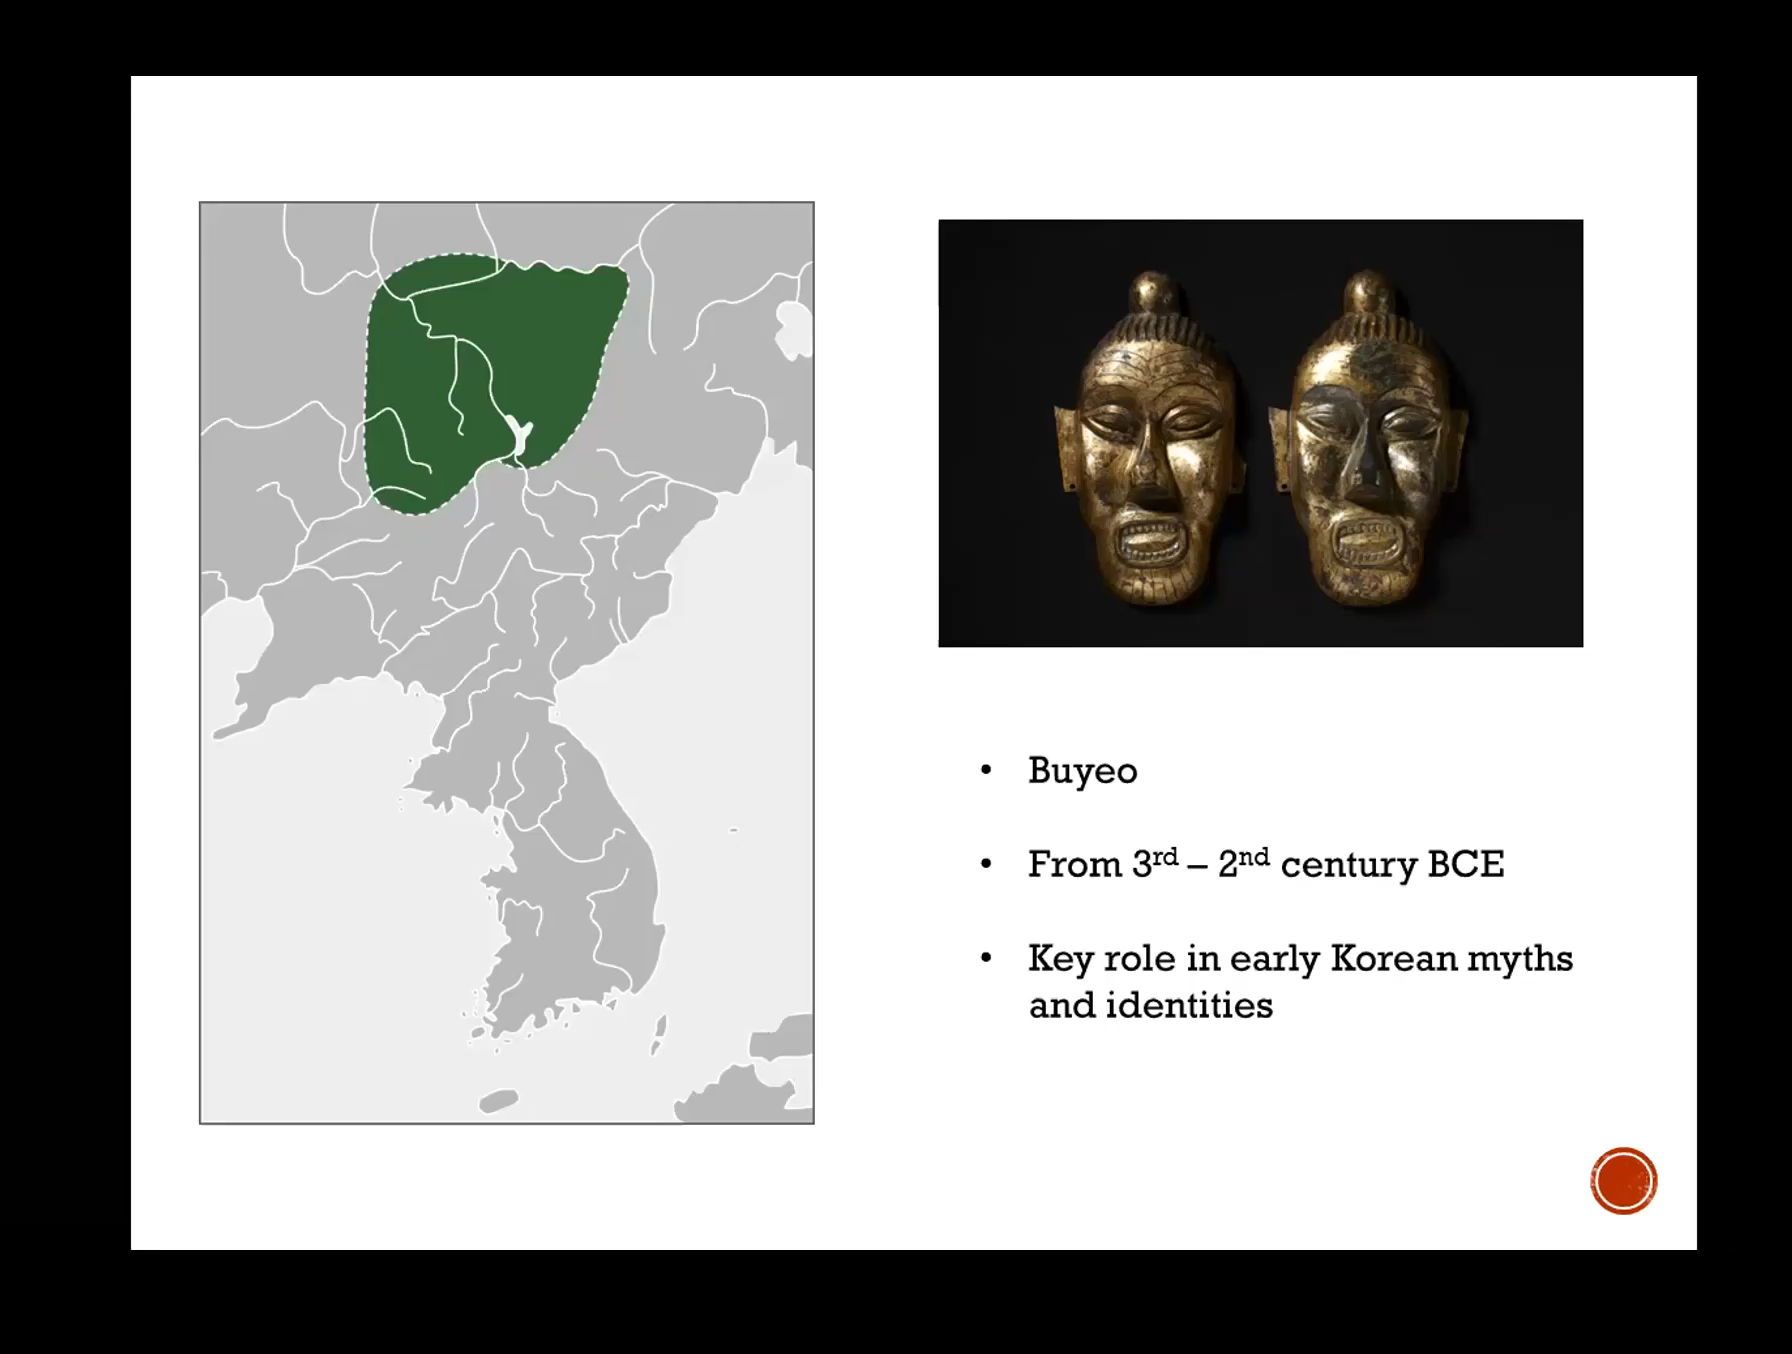 • Buyeo
• From 3rd – 2nd century BCE
• Key role in early Korean myths
and identities